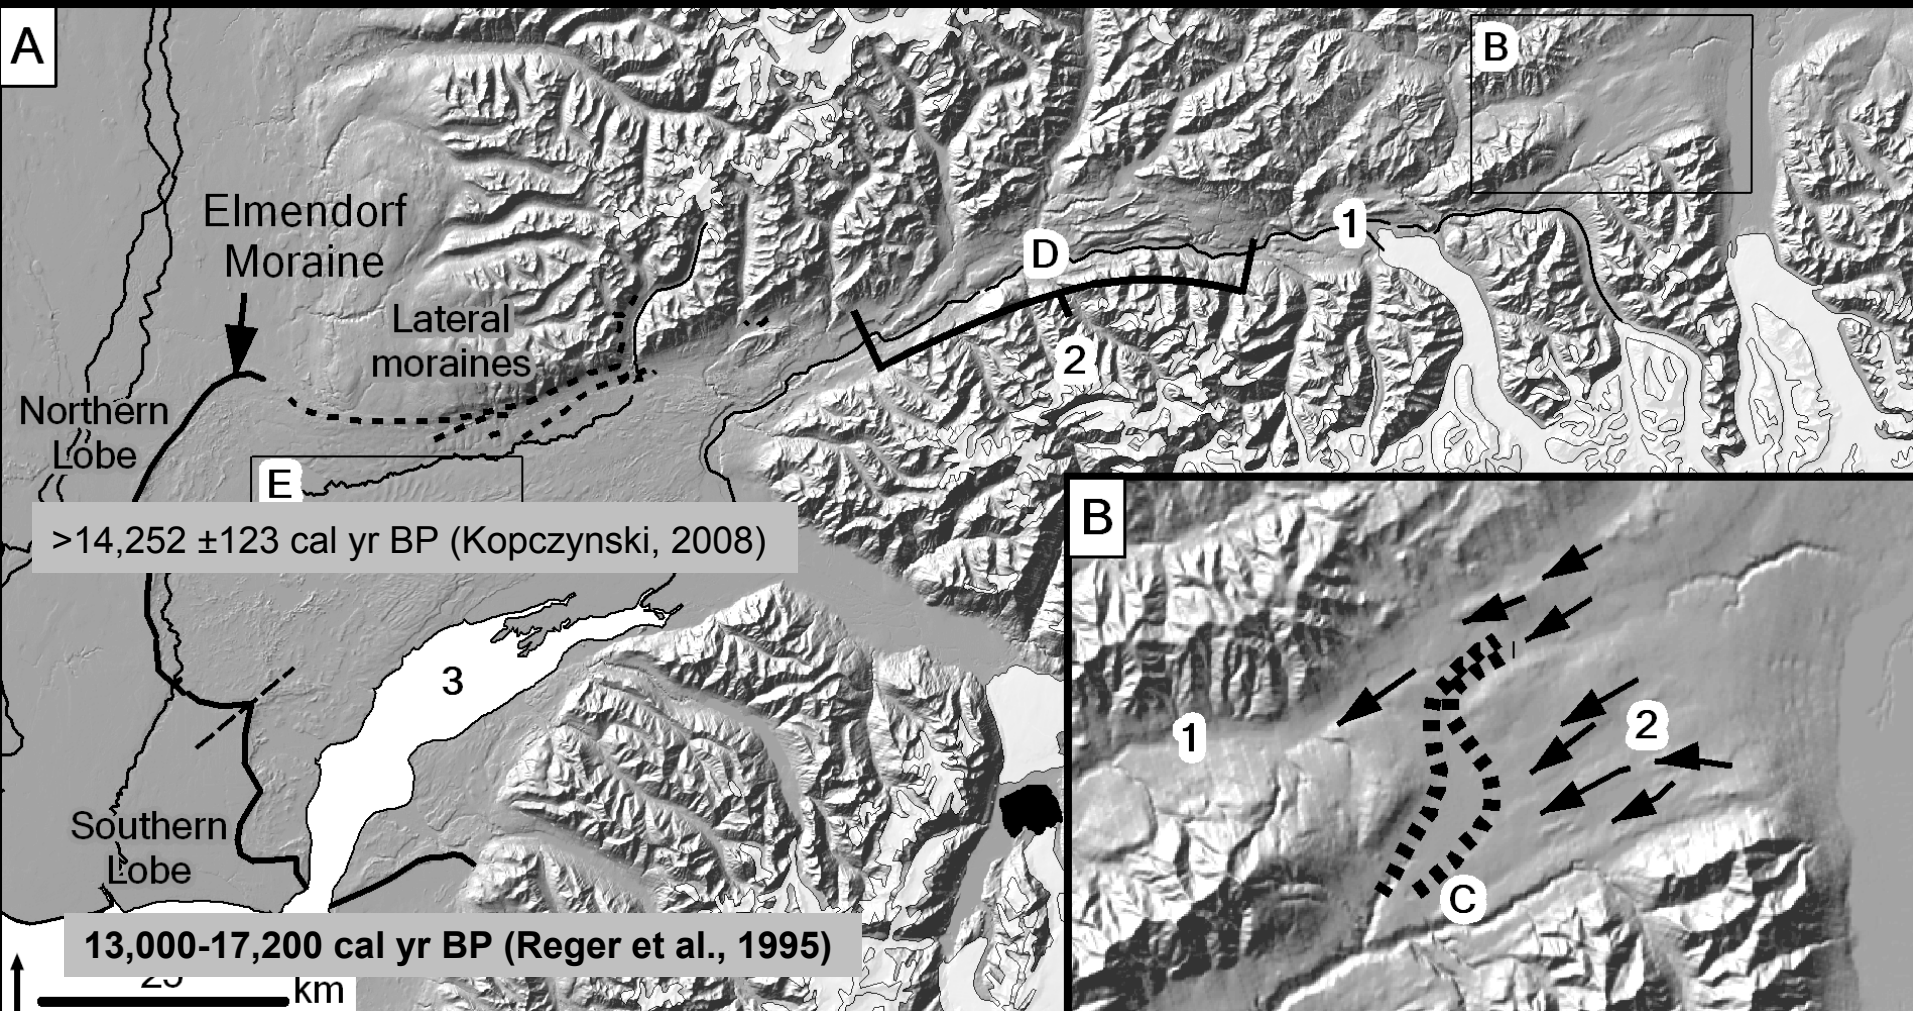 A
B
Elmendorf
Moraine
1
D
Lateral
moraines
2
Northern
Lobe
E
>14,252 ±123 cal yr BP (Kopczynski, 2008)
B
3
2
1
Southern
Lobe
C
13,000-17,200 cal yr BP (Reger et al., 1995)
km